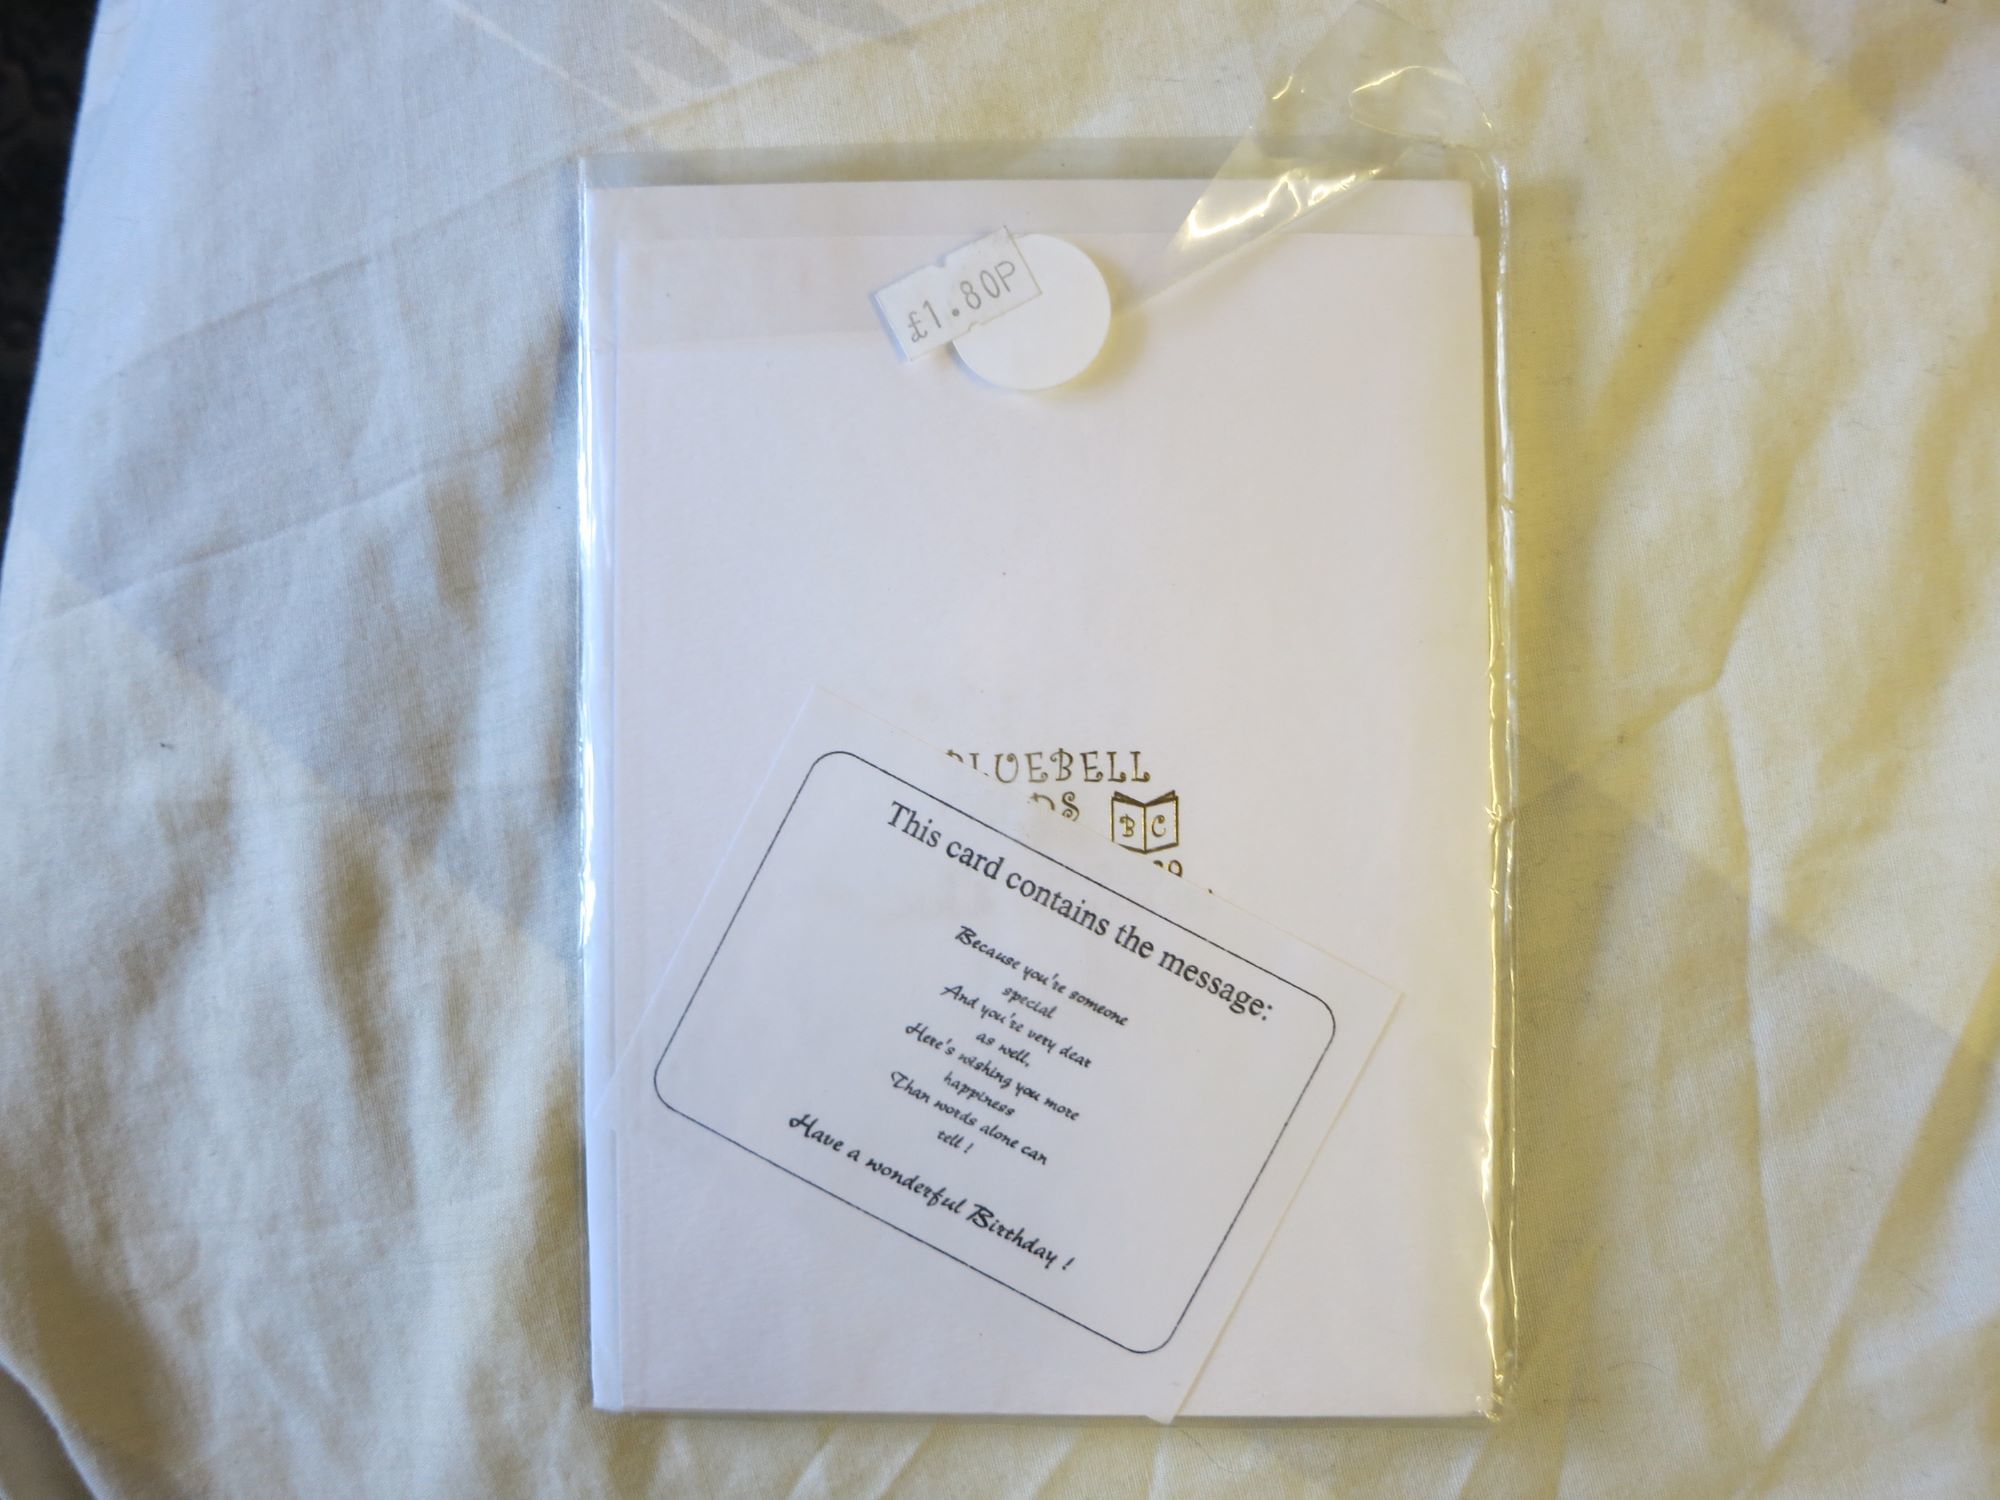 £1.80P
BLUEBELL
B C
This card contains the message:
Because you're someone
special
And you're very dear
as well,
Here's wishing you more
happiness
Than words alone can
tell !
Have a wonderful Birthday !